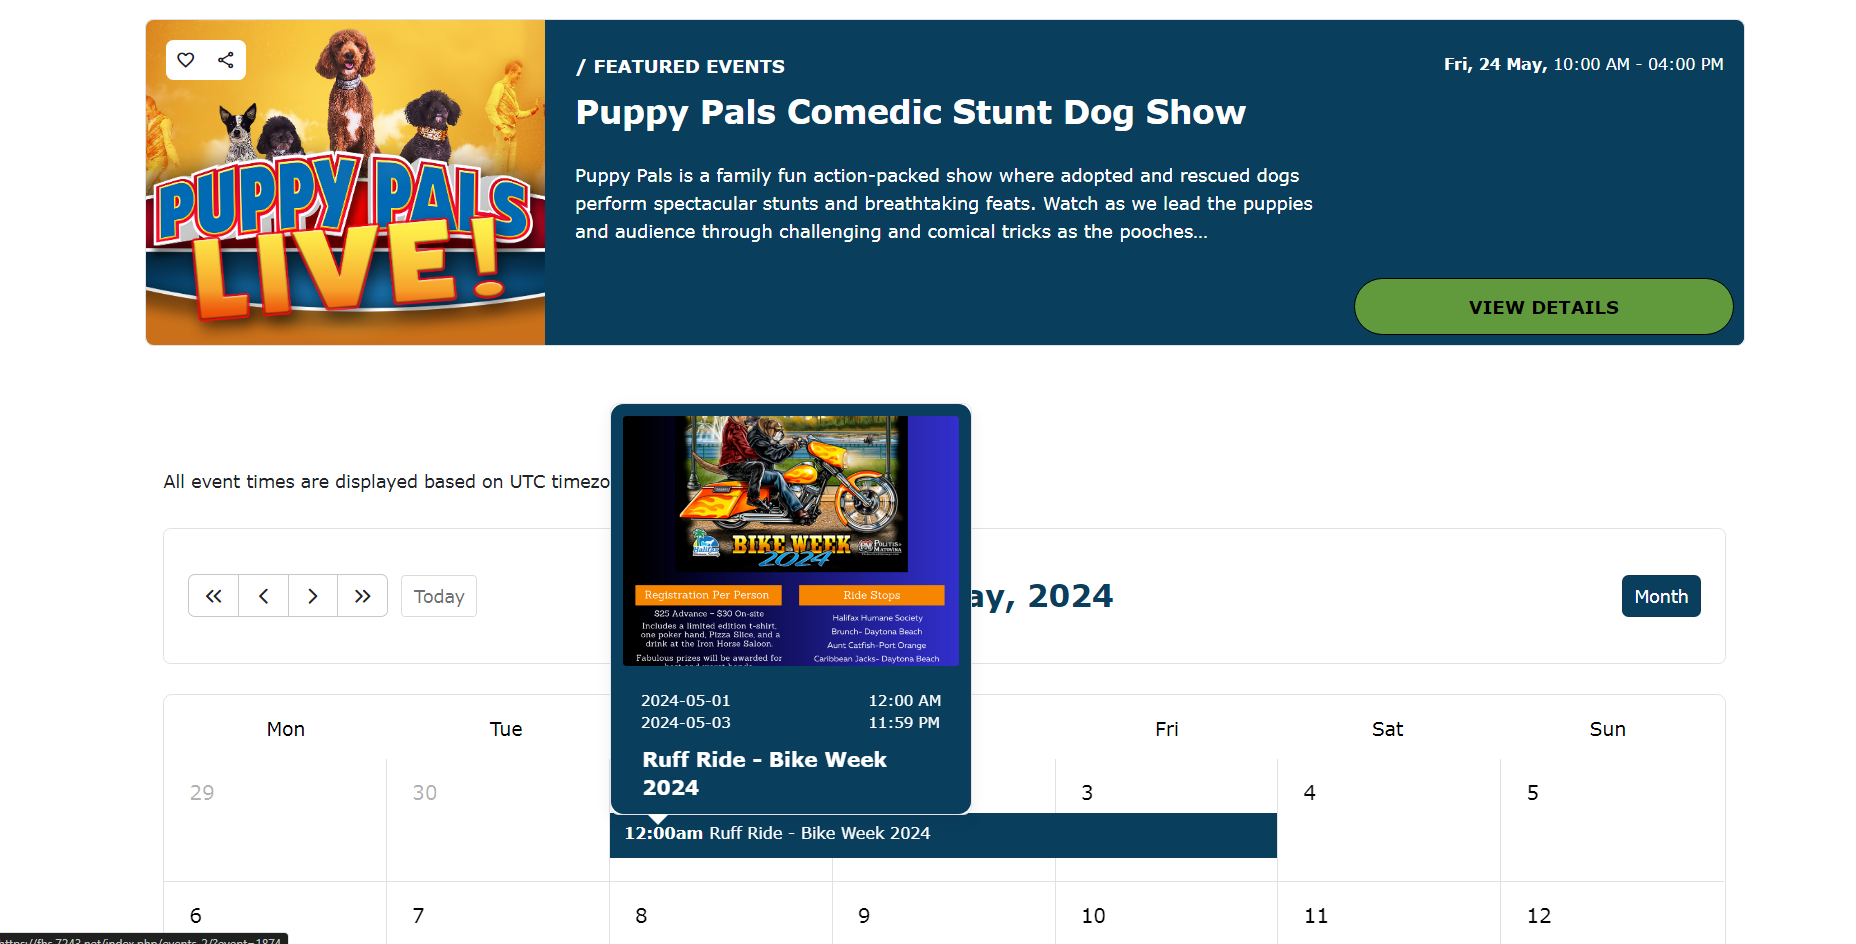 PUPPY PALS
LIVE!
/ FEATURED EVENTS
Fri, 24 May, 10:00 AM - 04:00 PM
Puppy Pals Comedic Stunt Dog Show
Puppy Pals is a family fun action-packed show where adopted and rescued dogs
perform spectacular stunts and breathtaking feats. Watch as we lead the puppies
and audience through challenging and comical tricks as the pooches...
VIEW DETAILS
All event times are displayed based on UTC timezo
Today
ay, 2024
Month
Halifax
BIKE WEEK
2024
POLITIS & MATOVINA
Registration Per Person
$25 Advance ~ $30 On-site
Includes a limited edition t-shirt,
one poker hand, Pizza Slice, and a
drink at the Iron Horse Saloon.
Fabulous prizes will be awarded for
Ride Stops
Halifax Humane Society
Brunch- Daytona Beach
Aunt Catfish-Port Orange
Caribbean Jacks- Daytona Beach
2024-05-01 12:00 AM
2024-05-03 11:59 PM
Ruff Ride - Bike Week
2024
Mon Tue Fri Sat Sun
29 30 3 4 5
12:00am Ruff Ride - Bike Week 2024
6 7 8 9 10 11 12
https://fhs.7243.net/index.php/events-2/?event=1874